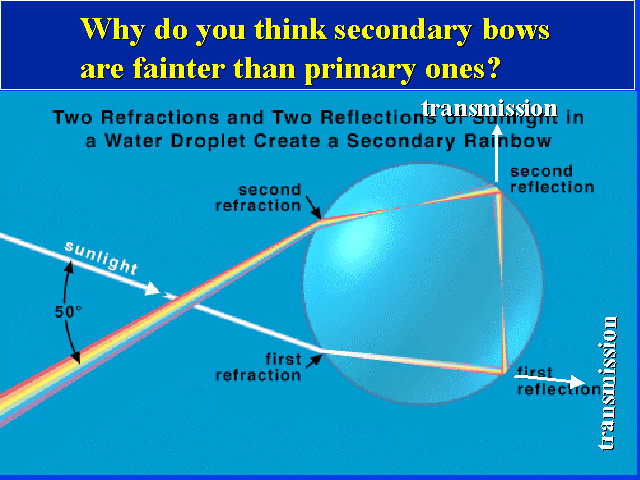 Why do you think secondary bows
are fainter than primary ones?
transmission
Two Refractions and Two Reflections of Sunlight in
a Water Droplet Create a Secondary Rainbow
second
reflection
second
refraction
sunlight
50°
first
refraction
first
reflection
transmission